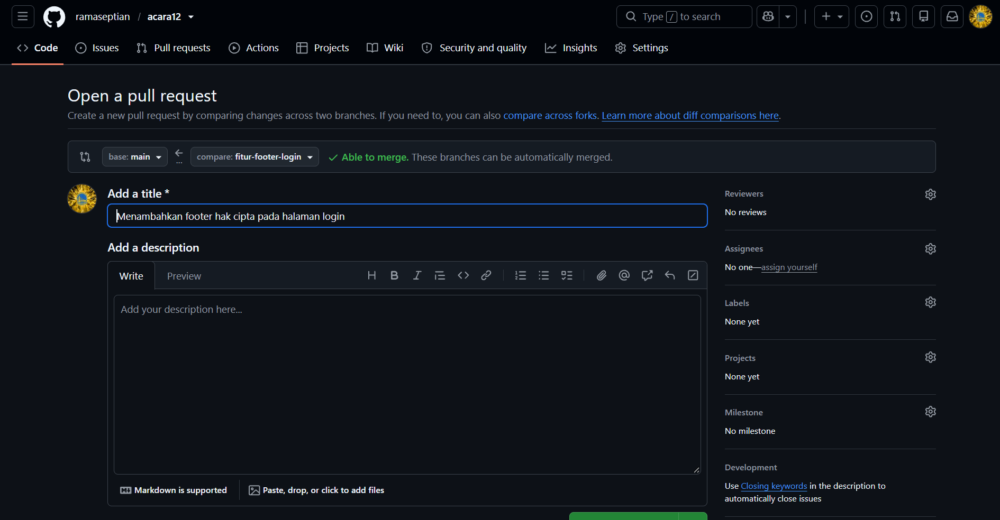 ramaseptian / acara12
Type / to search
Code
Issues
Pull requests
Actions
Projects
Wiki
Security and quality
Insights
Settings
Open a pull request
Create a new pull request by comparing changes across two branches. If you need to, you can also compare across forks. Learn more about diff comparisons here.
base: main
...
compare: fitur-footer-login
Able to merge. These branches can be automatically merged.
Add a title *
Menambahkan footer hak cipta pada halaman login
Add a description
Write
Preview
Add your description here...
Markdown is supported
Paste, drop, or click to add files
Reviewers
No reviews
Assignees
No one—assign yourself
Labels
None yet
Projects
None yet
Milestone
No milestone
Development
Use Closing keywords in the description to
automatically close issues